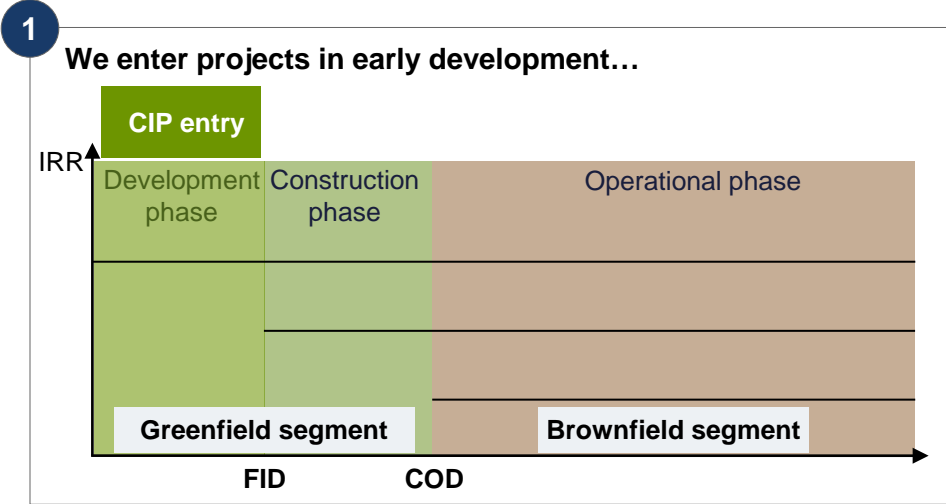 1
We enter projects in early development…
CIP entry
IRR
Development
phase
Construction
phase
Operational phase
Greenfield segment
Brownfield segment
FID
COD